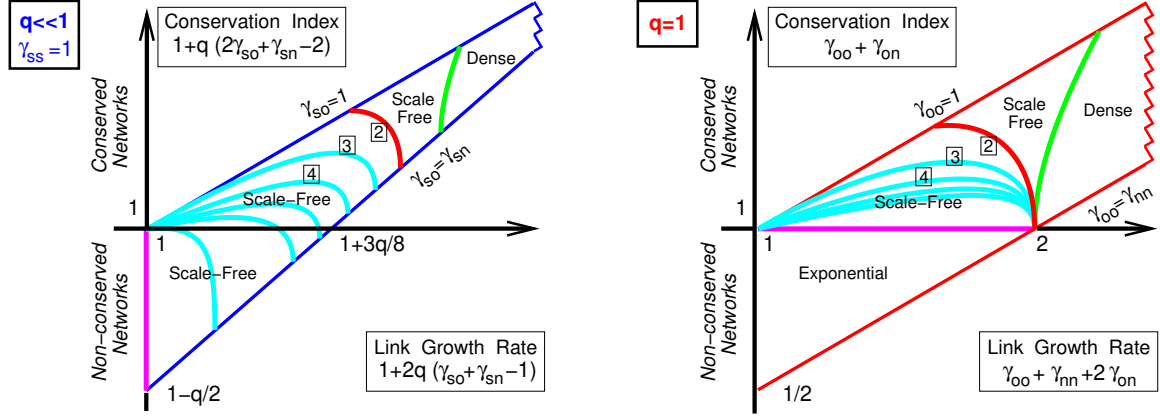 q<<1
γss =1
Conservation Index
1+q (2γso+γsn−2)
Conserved
Networks
Non−conserved
Networks
Dense
Scale
Free
γso=1
2
3
4
γso=γsn
Scale−Free
1
1
1+3q/8
Scale−Free
1−q/2
Link Growth Rate
1+2q (γso+γsn−1)
q=1
Conservation Index
γoo + γon
Conserved
Networks
Non−conserved
Networks
γoo=1
Scale
Free
Dense
2
3
4
Scale−Free
γoo=γnn
1
1
2
Exponential
1/2
Link Growth Rate
γoo + γnn+2 γon